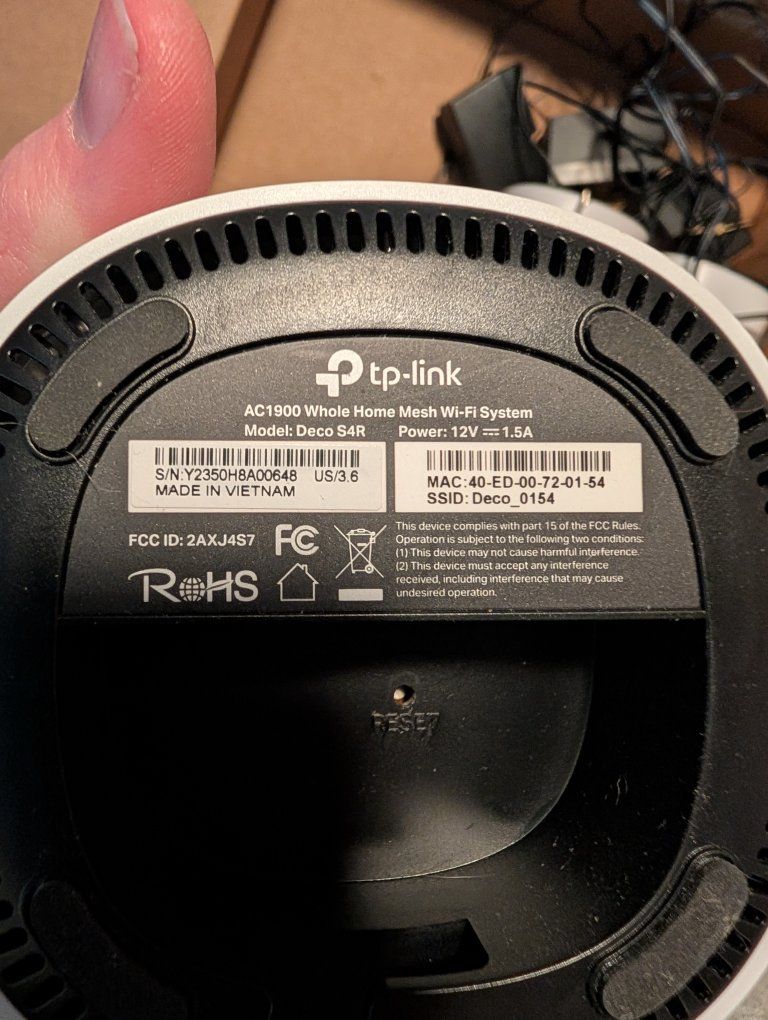 tp-link
AC1900 Whole Home Mesh Wi-Fi System
Model: Deco S4R Power: 12V ⎓ 1.5A
S/N:Y2350H8A00648 US/3.6
MADE IN VIETNAM
MAC:40-ED-00-72-01-54
SSID: Deco_0154
FCC ID: 2AXJ4S7
FC
RoHS
This device complies with part 15 of the FCC Rules.
Operation is subject to the following two conditions:
(1) This device may not cause harmful interference.
(2) This device must accept any interference
received, including interference that may cause
undesired operation.
RESET